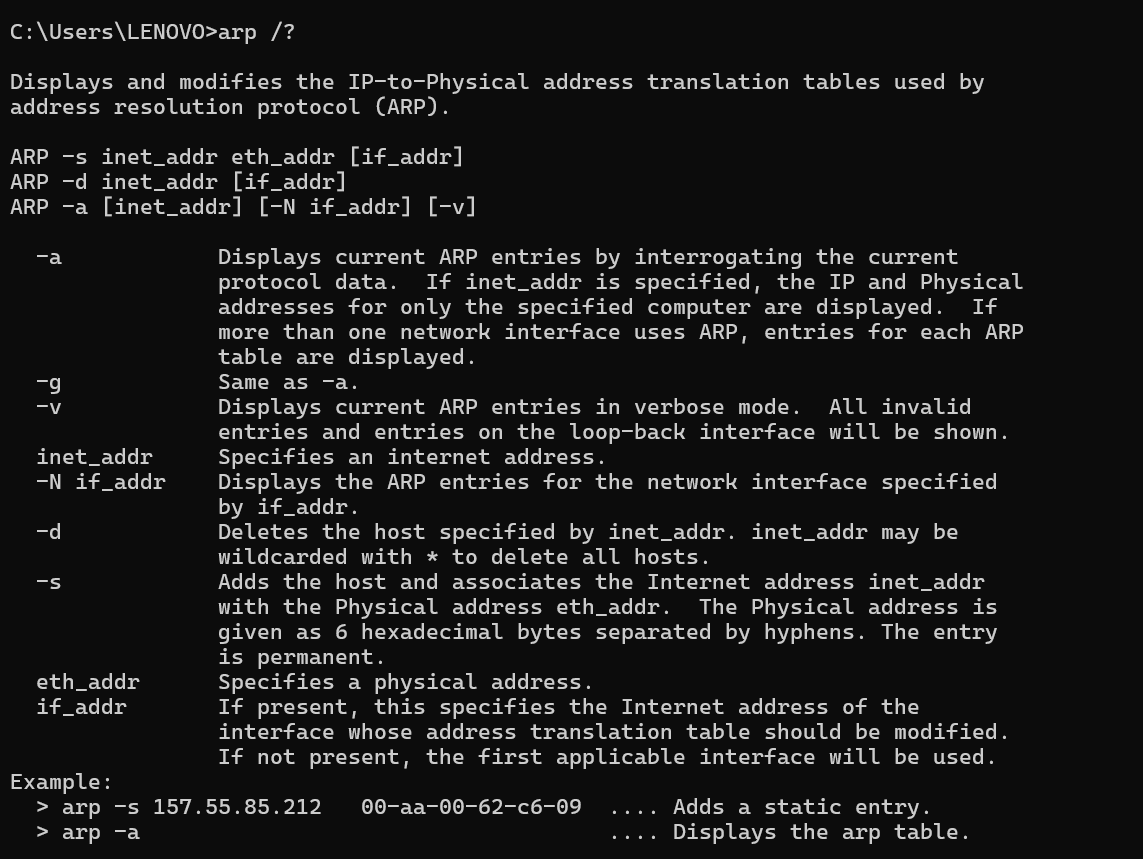 C:\Users\LENOVO>arp /?
Displays and modifies the IP-to-Physical address translation tables used by
address resolution protocol (ARP).
ARP -s inet_addr eth_addr [if_addr]
ARP -d inet_addr [if_addr]
ARP -a [inet_addr] [-N if_addr] [-v]
  -a            Displays current ARP entries by interrogating the current
                protocol data.  If inet_addr is specified, the IP and Physical
                addresses for only the specified computer are displayed.  If
                more than one network interface uses ARP, entries for each ARP
                table are displayed.
  -g            Same as -a.
  -v            Displays current ARP entries in verbose mode.  All invalid
                entries and entries on the loop-back interface will be shown.
  inet_addr     Specifies an internet address.
  -N if_addr    Displays the ARP entries for the network interface specified
                by if_addr.
  -d            Deletes the host specified by inet_addr. inet_addr may be
                wildcarded with * to delete all hosts.
  -s            Adds the host and associates the Internet address inet_addr
                with the Physical address eth_addr.  The Physical address is
                given as 6 hexadecimal bytes separated by hyphens. The entry
                is permanent.
  eth_addr      Specifies a physical address.
  if_addr       If present, this specifies the Internet address of the
                interface whose address translation table should be modified.
                If not present, the first applicable interface will be used.
Example:
  > arp -s 157.55.85.212   00-aa-00-62-c6-09  .... Adds a static entry.
  > arp -a                                    .... Displays the arp table.